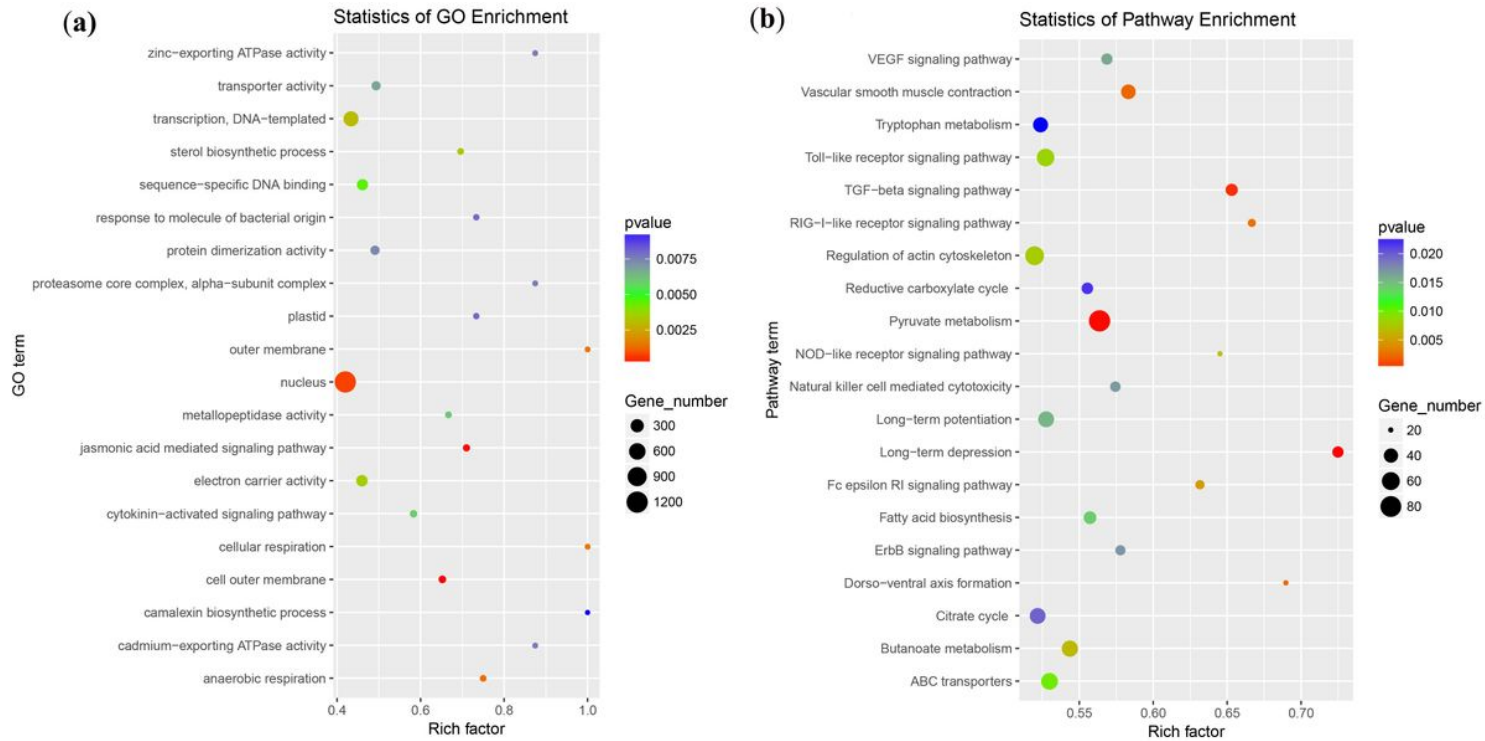 (a)
Statistics of GO Enrichment
zinc−exporting ATPase activity
transporter activity
transcription, DNA−templated
sterol biosynthetic process
sequence−specific DNA binding
response to molecule of bacterial origin
protein dimerization activity
proteasome core complex, alpha−subunit complex
plastid
outer membrane
nucleus
metallopeptidase activity
jasmonic acid mediated signaling pathway
electron carrier activity
cytokinin−activated signaling pathway
cellular respiration
cell outer membrane
camalexin biosynthetic process
cadmium−exporting ATPase activity
anaerobic respiration
GO term
0.4 0.6 0.8 1.0
Rich factor
pvalue
0.0075
0.0050
0.0025
Gene_number
300
600
900
1200
(b)
Statistics of Pathway Enrichment
VEGF signaling pathway
Vascular smooth muscle contraction
Tryptophan metabolism
Toll−like receptor signaling pathway
TGF−beta signaling pathway
RIG−I−like receptor signaling pathway
Regulation of actin cytoskeleton
Reductive carboxylate cycle
Pyruvate metabolism
NOD−like receptor signaling pathway
Natural killer cell mediated cytotoxicity
Long−term potentiation
Long−term depression
Fc epsilon RI signaling pathway
Fatty acid biosynthesis
ErbB signaling pathway
Dorso−ventral axis formation
Citrate cycle
Butanoate metabolism
ABC transporters
Pathway term
0.55 0.60 0.65 0.70
Rich factor
pvalue
0.020
0.015
0.010
0.005
Gene_number
20
40
60
80